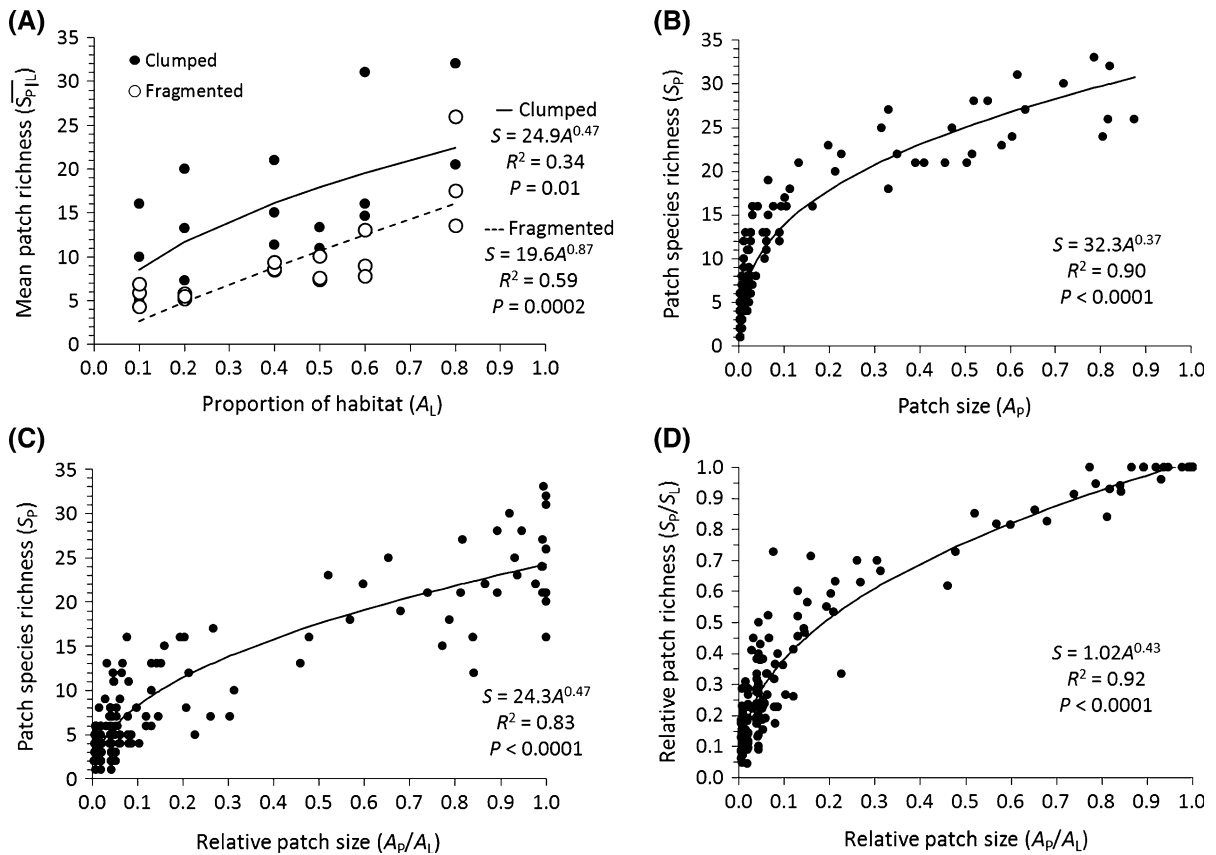 (A)
35
30
25
20
15
10
5
0
0.0 0.1 0.2 0.3 0.4 0.5 0.6 0.7 0.8 0.9 1.0
Mean patch richness (S̅P|L)
Proportion of habitat (AL)
Clumped
Fragmented
Clumped
S = 24.9A^0.47
R² = 0.34
P = 0.01
Fragmented
S = 19.6A^0.87
R² = 0.59
P = 0.0002
(B)
35
30
25
20
15
10
5
0
0.0 0.1 0.2 0.3 0.4 0.5 0.6 0.7 0.8 0.9 1.0
Patch species richness (SP)
Patch size (AP)
S = 32.3A^0.37
R² = 0.90
P < 0.0001
(C)
35
30
25
20
15
10
5
0
0.0 0.1 0.2 0.3 0.4 0.5 0.6 0.7 0.8 0.9 1.0
Patch species richness (SP)
Relative patch size (AP/AL)
S = 24.3A^0.47
R² = 0.83
P < 0.0001
(D)
1.0
0.9
0.8
0.7
0.6
0.5
0.4
0.3
0.2
0.1
0.0
0.0 0.1 0.2 0.3 0.4 0.5 0.6 0.7 0.8 0.9 1.0
Relative patch richness (SP/SL)
Relative patch size (AP/AL)
S = 1.02A^0.43
R² = 0.92
P < 0.0001